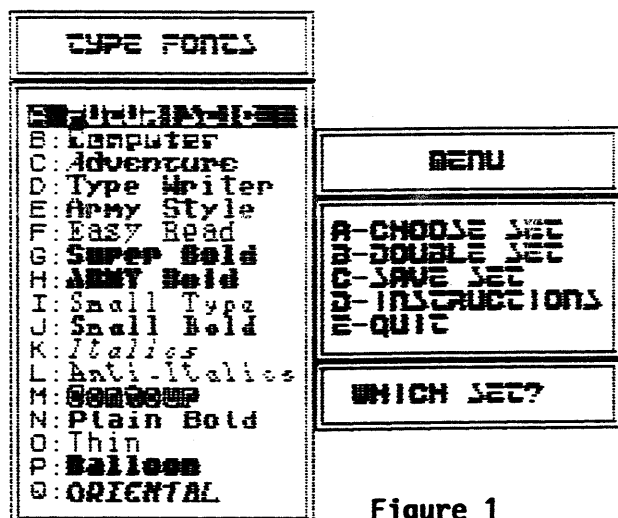 TYPE FONTS
A:
B:Computer
C:Adventure
D:Type Writer
E:Army Style
F:Easy Read
G:Super Bold
H:ARMY Bold
I:Small Type
J:Small Bold
K:Italics
L:Anti-Italics
M:Contour
N:Plain Bold
O:Thin
P:Balloon
Q:ORIENTAL
MENU
A-CHOOSE SET
B-DOUBLE SET
C-SAVE SET
D-INSTRUCTIONS
E-QUIT
WHICH SET?
Figure 1